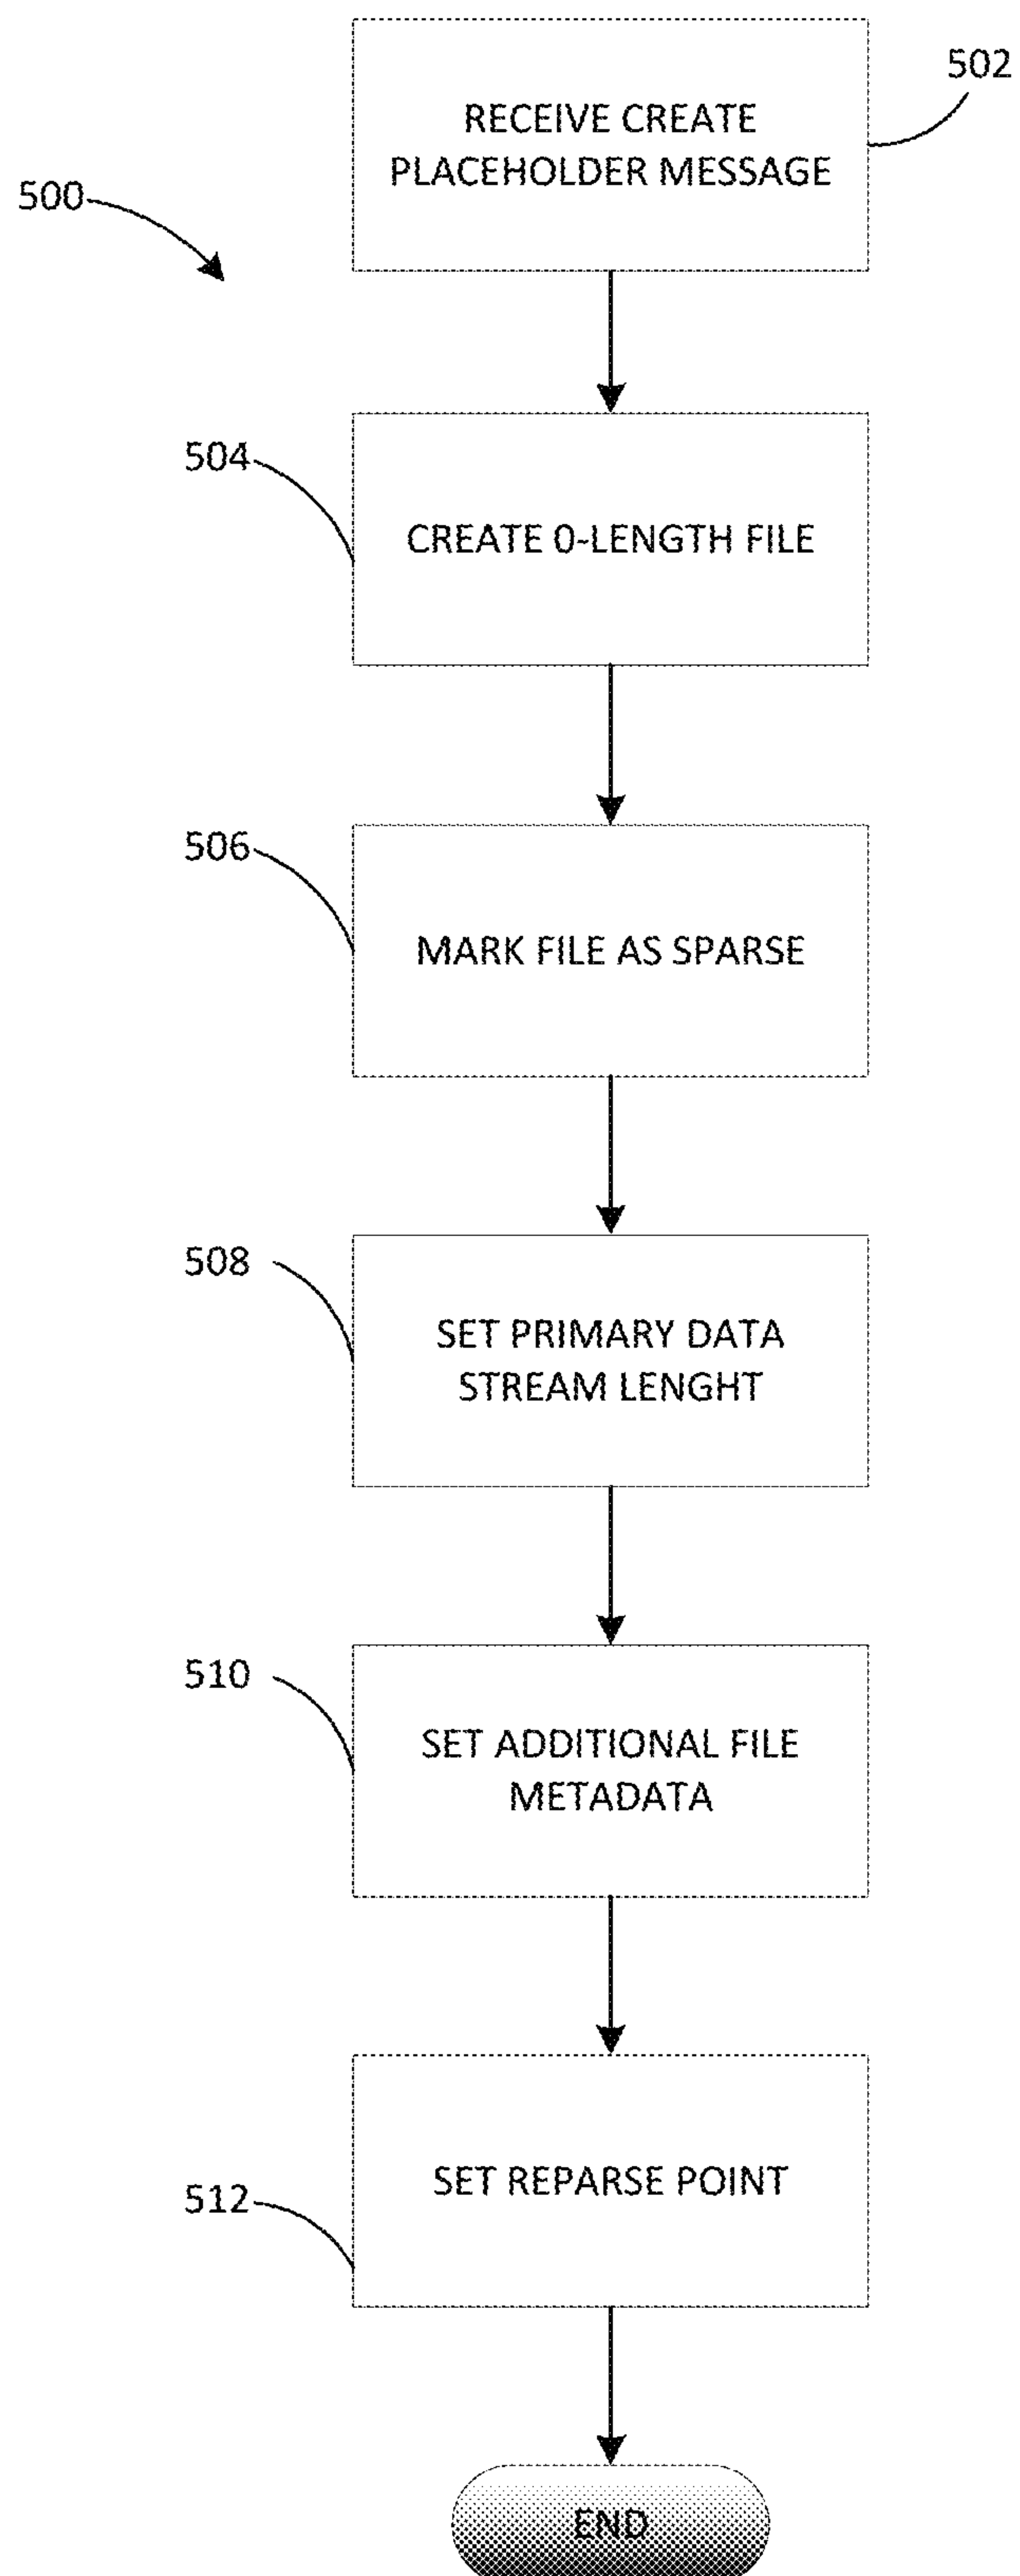 RECEIVE CREATE
PLACEHOLDER MESSAGE
502
500
504
CREATE 0-LENGTH FILE
506
MARK FILE AS SPARSE
508
SET PRIMARY DATA
STREAM LENGHT
510
SET ADDITIONAL FILE
METADATA
SET REPARSE POINT
512
END